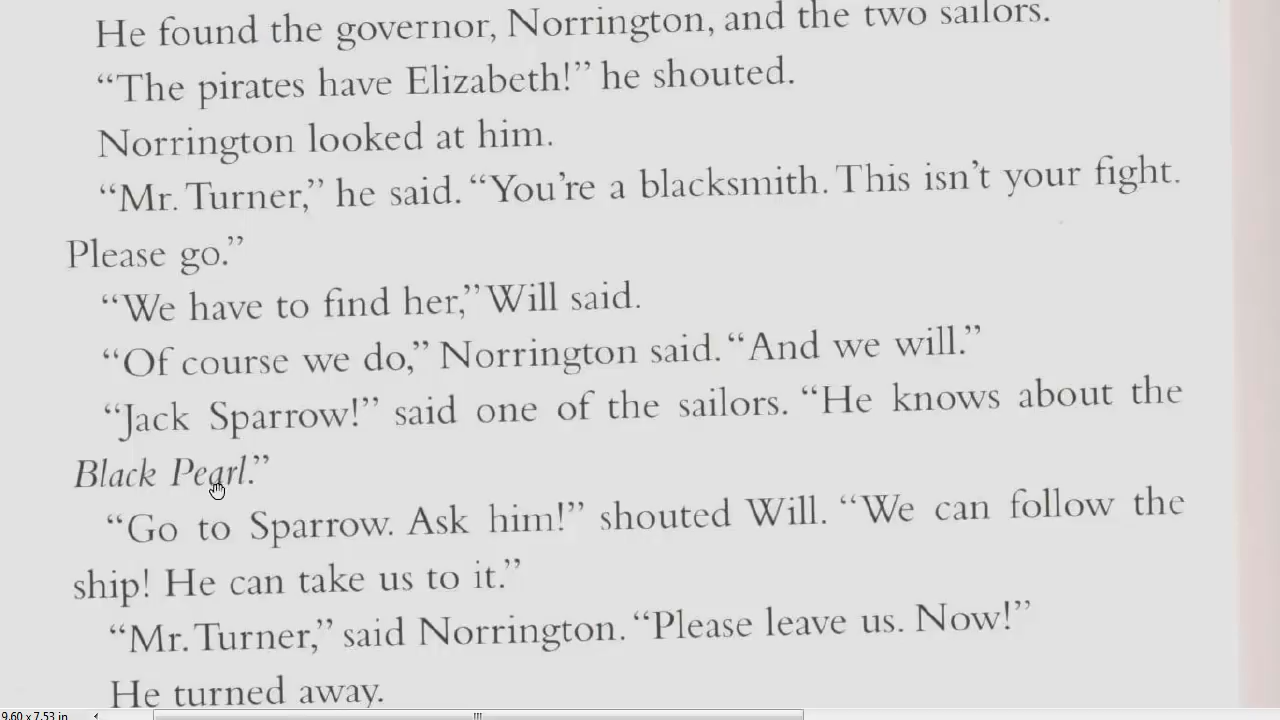 He found the governor, Norrington, and the two sailors.
“The pirates have Elizabeth!” he shouted.
Norrington looked at him.
“Mr. Turner,” he said. “You’re a blacksmith. This isn’t your fight.
Please go.”
“We have to find her,” Will said.
“Of course we do,” Norrington said. “And we will.”
“Jack Sparrow!” said one of the sailors. “He knows about the
Black Pearl.”
“Go to Sparrow. Ask him!” shouted Will. “We can follow the
ship! He can take us to it.”
“Mr. Turner,” said Norrington. “Please leave us. Now!”
He turned away.
9.60 x 7.53 in